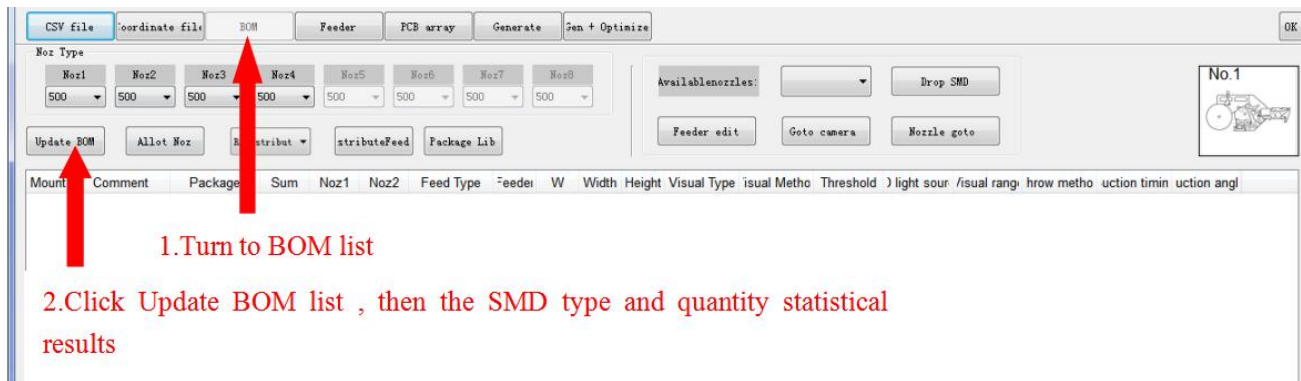 CSV file Coordinate file BOM Feeder PCB array Generate Gen + Optimize OK
Noz Type
Noz1 Noz2 Noz3 Noz4 Noz5 Noz6 Noz7 Noz8
500 500 500 500 500 500 500 500
Availablenozzles: Drop SMD
No.1
Update BOM Allot Noz stribut stributeFeed Package Lib
Feeder edit Goto camera Nozzle goto
Mount Comment Package Sum Noz1 Noz2 Feed Type Feeder W Width Height Visual Type isual Metho Threshold light sour isual range hrow metho uction timin uction angl
1.Turn to BOM list
2.Click Update BOM list , then the SMD type and quantity statistical
results